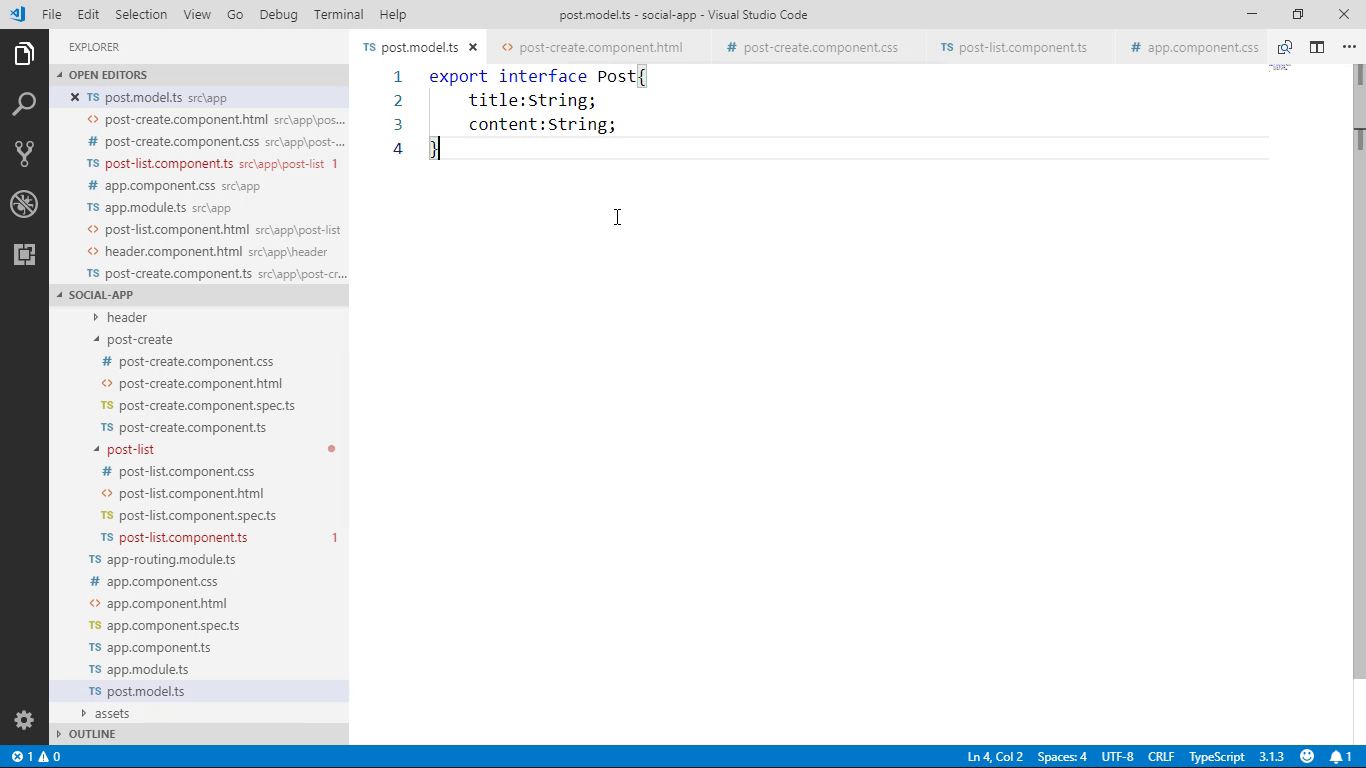 File Edit Selection View Go Debug Terminal Help
post.model.ts - social-app - Visual Studio Code
EXPLORER
OPEN EDITORS
TS post.model.ts src\app
<> post-create.component.html src\app\pos...
# post-create.component.css src\app\post-...
TS post-list.component.ts src\app\post-list 1
# app.component.css src\app
TS app.module.ts src\app
<> post-list.component.html src\app\post-list
<> header.component.html src\app\header
TS post-create.component.ts src\app\post-cr...
SOCIAL-APP
header
post-create
# post-create.component.css
<> post-create.component.html
TS post-create.component.spec.ts
TS post-create.component.ts
post-list
# post-list.component.css
<> post-list.component.html
TS post-list.component.spec.ts
TS post-list.component.ts 1
TS app-routing.module.ts
# app.component.css
<> app.component.html
TS app.component.spec.ts
TS app.component.ts
TS app.module.ts
TS post.model.ts
assets
OUTLINE
TS post.model.ts <> post-create.component.html # post-create.component.css TS post-list.component.ts # app.component.css
1 export interface Post{
2 title:String;
3 content:String;
4 }
1 0 Ln 4, Col 2 Spaces: 4 UTF-8 CRLF TypeScript 3.1.3 1